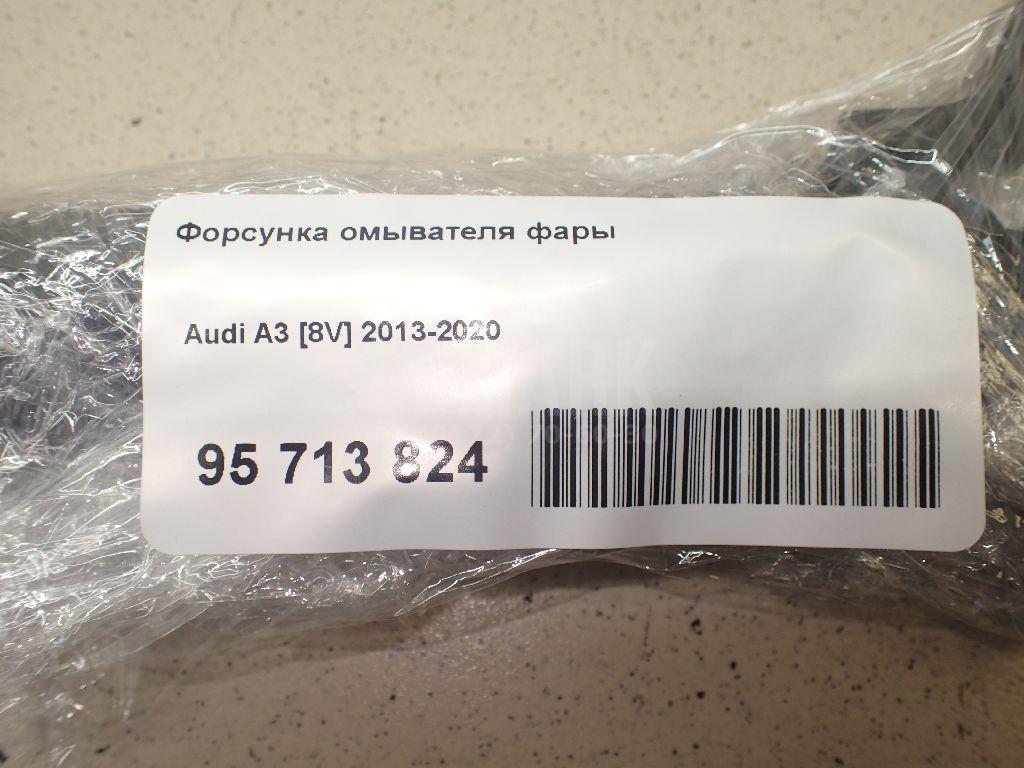 Форсунка омывателя фары
Audi A3 [8V] 2013-2020
95 713 824